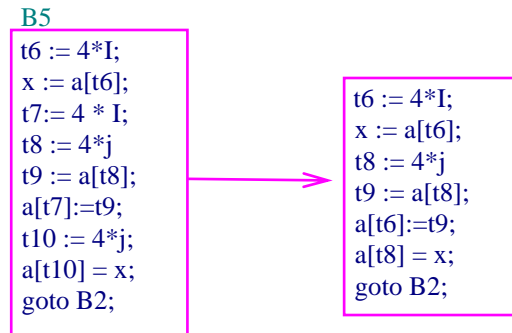 B5
t6 := 4*I;
x := a[t6];
t7:= 4 * I;
t8 := 4*j
t9 := a[t8];
a[t7]:=t9;
t10 := 4*j;
a[t10] = x;
goto B2;
t6 := 4*I;
x := a[t6];
t8 := 4*j
t9 := a[t8];
a[t6]:=t9;
a[t8] = x;
goto B2;